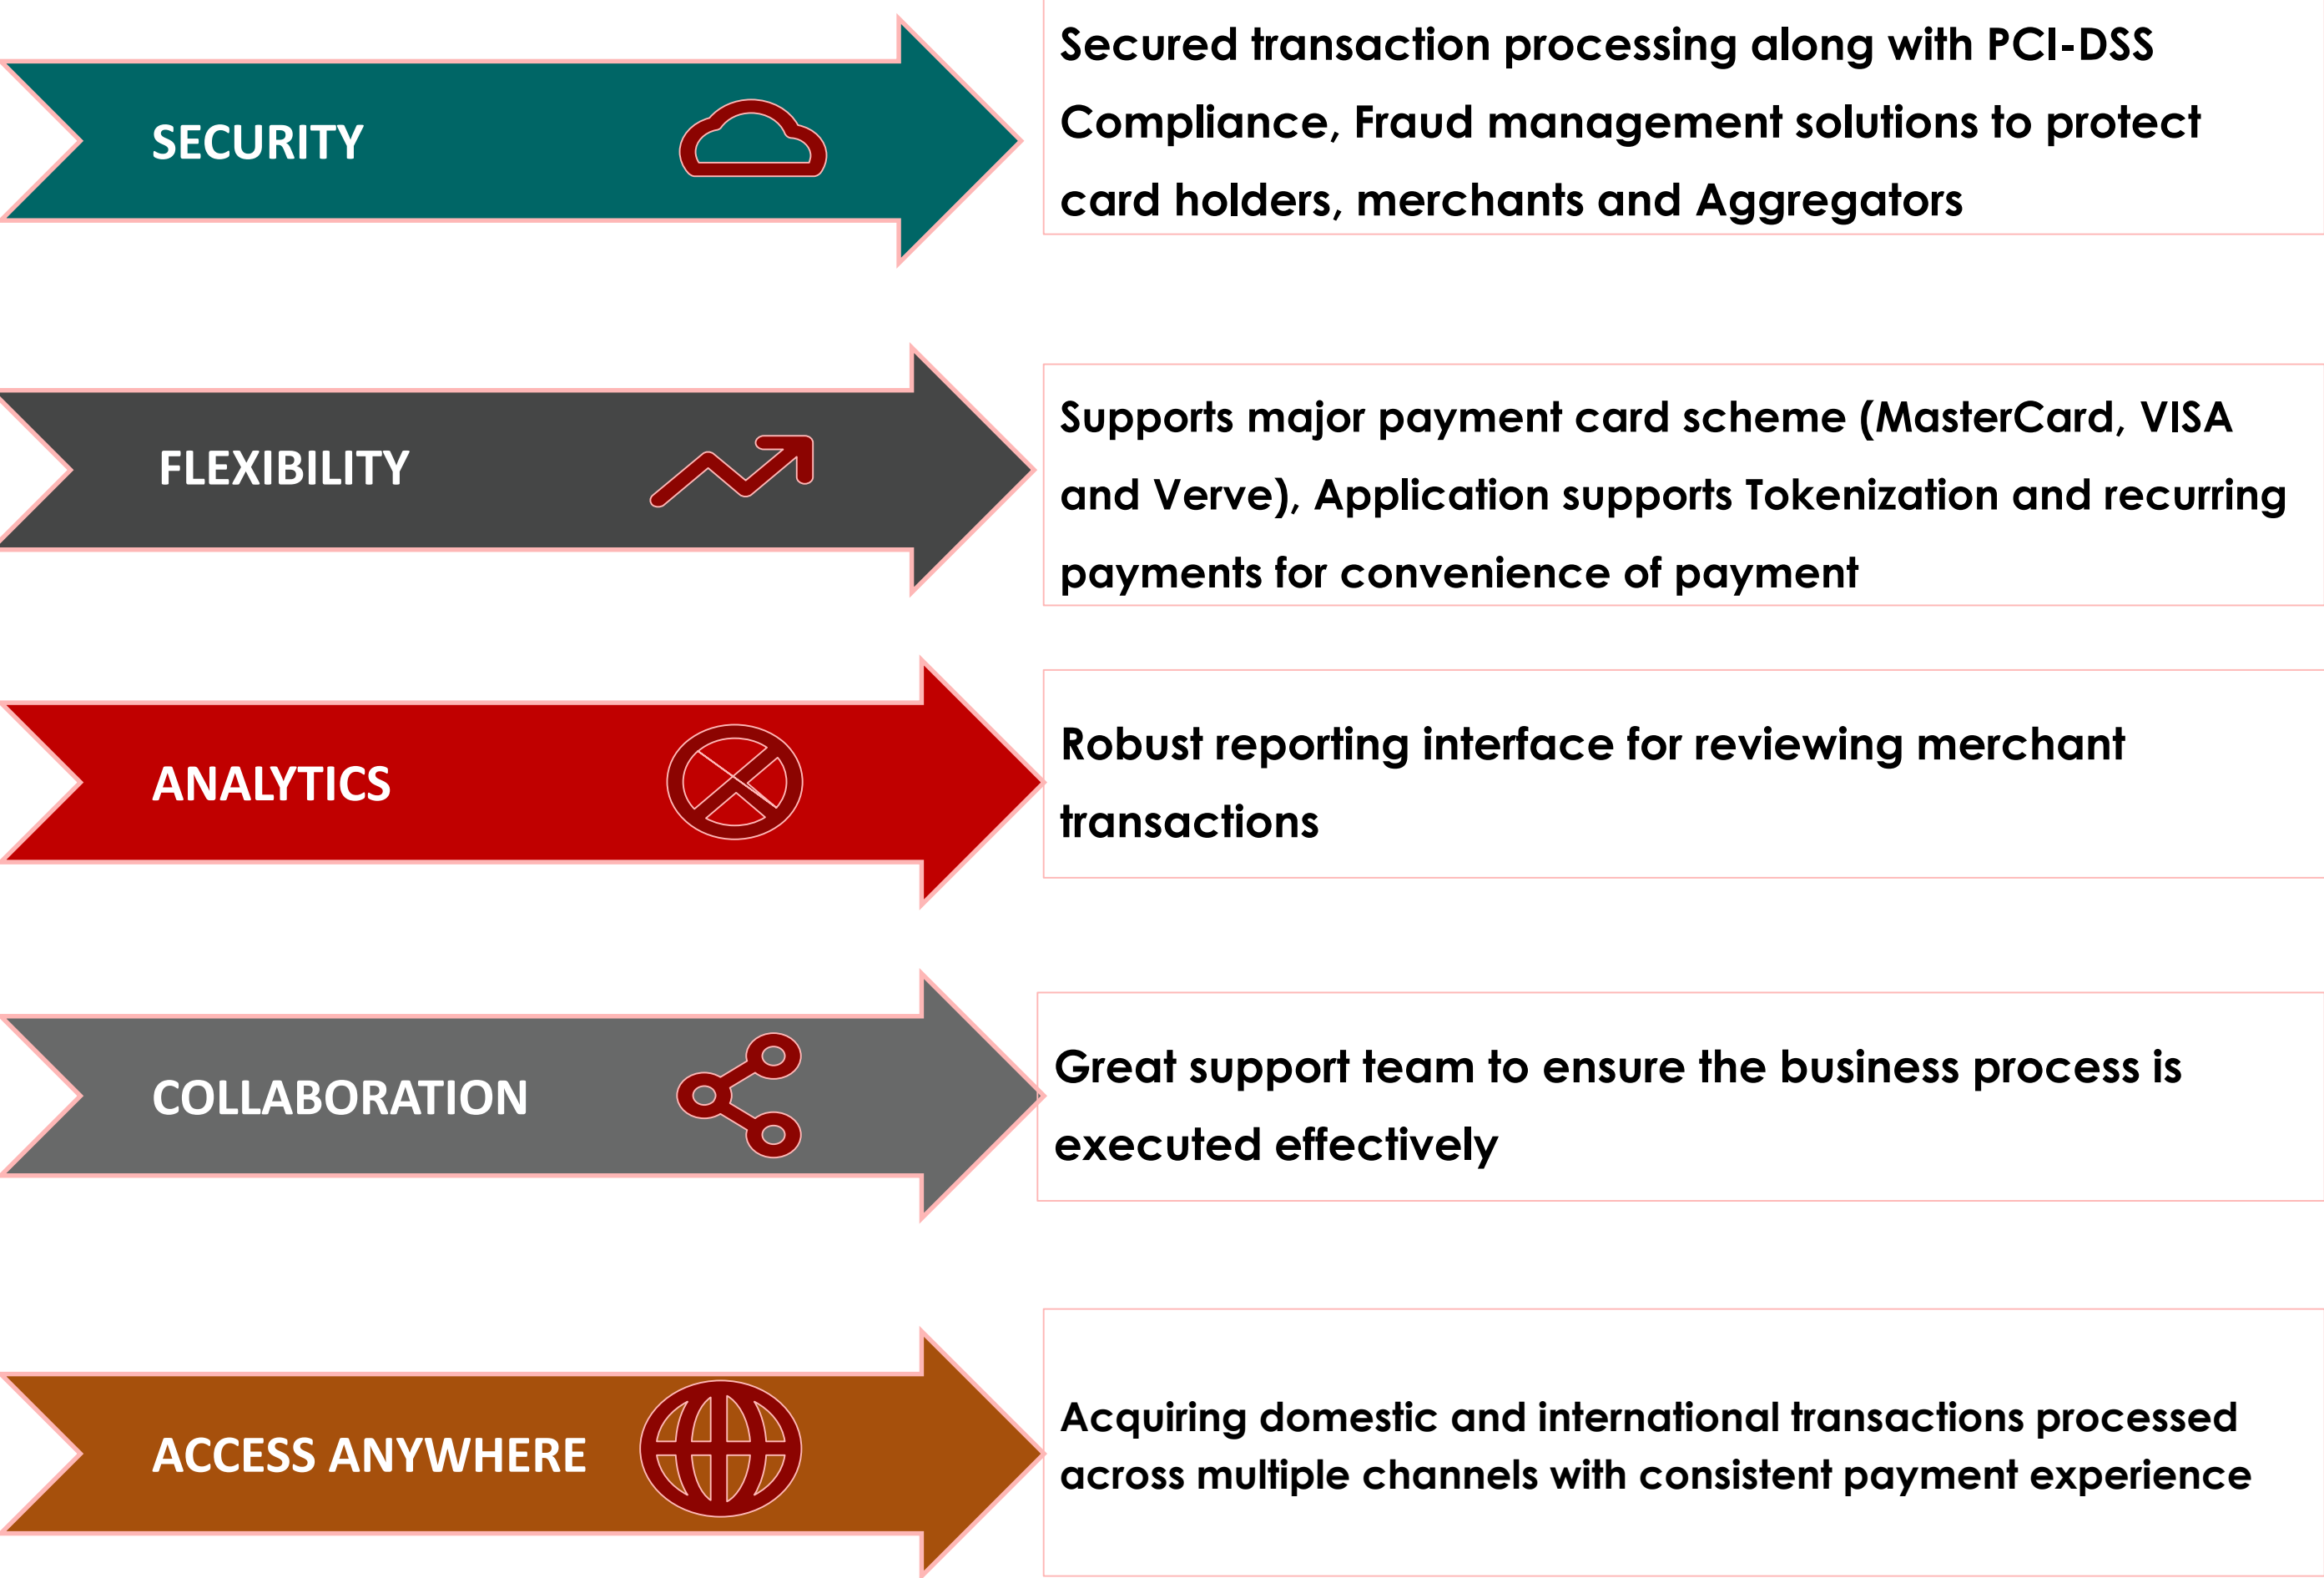 SECURITY
Secured transaction processing along with PCI-DSS
Compliance, Fraud management solutions to protect
card holders, merchants and Aggregators
FLEXIBILITY
Supports major payment card scheme (MasterCard, VISA
and Verve), Application supports Tokenization and recurring
payments for convenience of payment
ANALYTICS
Robust reporting interface for reviewing merchant
transactions
COLLABORATION
Great support team to ensure the business process is
executed effectively
ACCESS ANYWHERE
Acquiring domestic and international transactions processed
across multiple channels with consistent payment experience